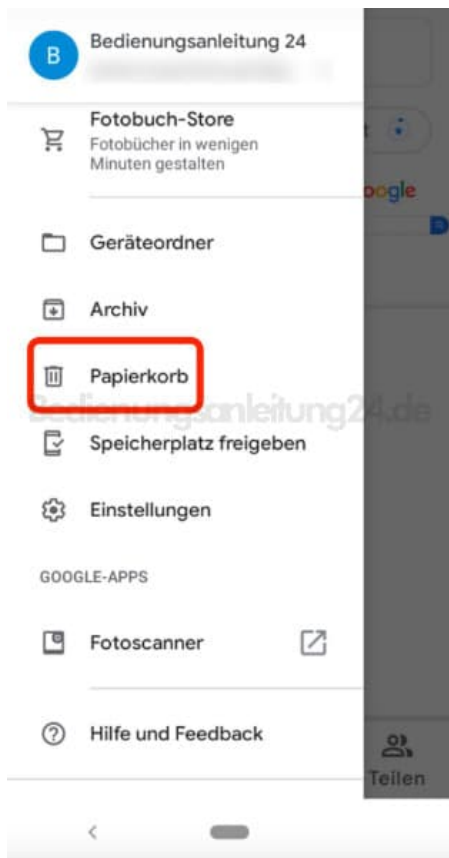 B
Bedienungsanleitung 24
Fotobuch-Store
Fotobücher in wenigen
Minuten gestalten
oogle
Geräteordner
Archiv
Papierkorb
Bedienungsanleitung24.de
Speicherplatz freigeben
Einstellungen
GOOGLE-APPS
Fotoscanner
Hilfe und Feedback
Teilen